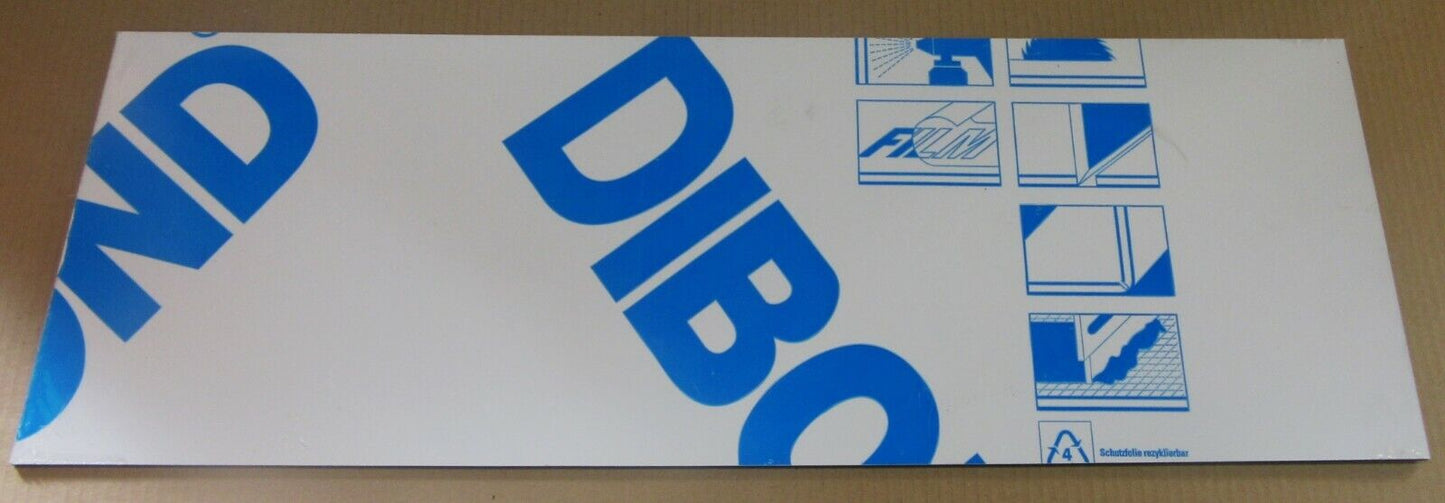 OND
DIBO
FILM
4
Schutzfolie rezyklierbar